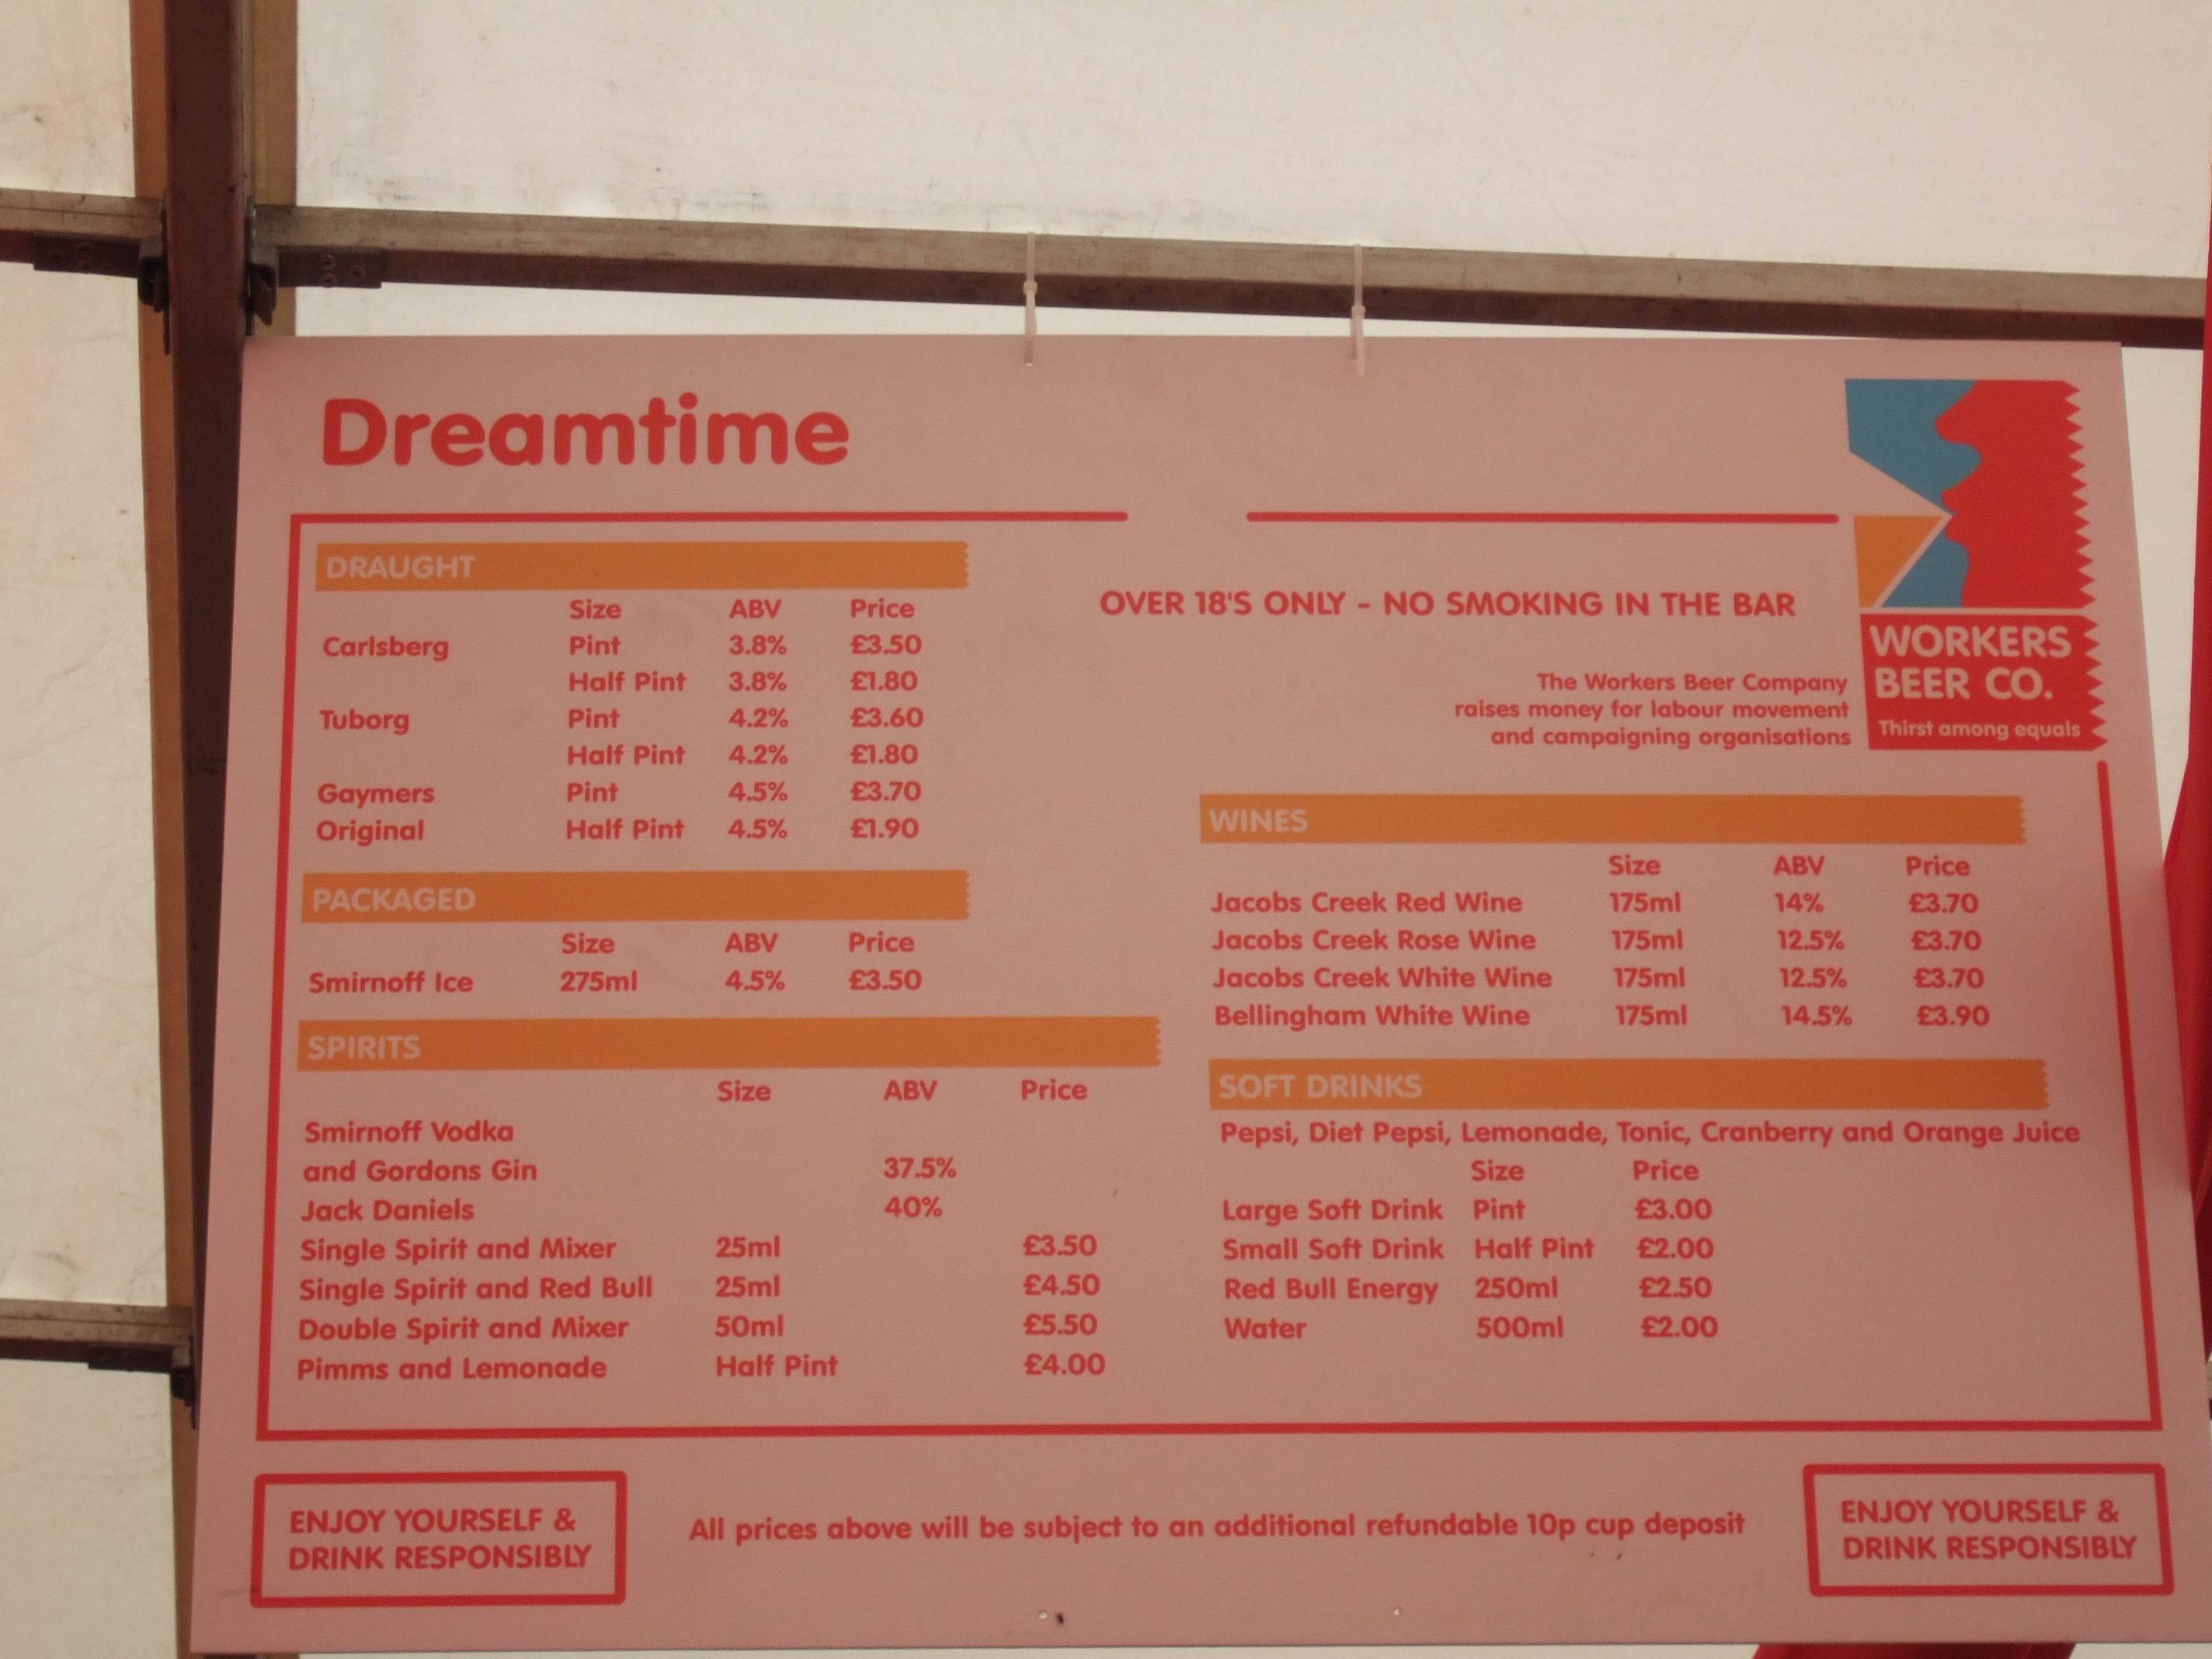 Dreamtime
DRAUGHT
Size ABV Price
Carlsberg Pint 3.8% £3.50
Half Pint 3.8% £1.80
Tuborg Pint 4.2% £3.60
Half Pint 4.2% £1.80
Gaymers Pint 4.5% £3.70
Original Half Pint 4.5% £1.90
PACKAGED
Size ABV Price
Smirnoff Ice 275ml 4.5% £3.50
SPIRITS
Size ABV Price
Smirnoff Vodka
and Gordons Gin 37.5%
Jack Daniels 40%
Single Spirit and Mixer 25ml £3.50
Single Spirit and Red Bull 25ml £4.50
Double Spirit and Mixer 50ml £5.50
Pimms and Lemonade Half Pint £4.00
OVER 18'S ONLY - NO SMOKING IN THE BAR
The Workers Beer Company
raises money for labour movement
and campaigning organisations
WORKERS
BEER CO.
Thirst among equals
WINES
Size ABV Price
Jacobs Creek Red Wine 175ml 14% £3.70
Jacobs Creek Rose Wine 175ml 12.5% £3.70
Jacobs Creek White Wine 175ml 12.5% £3.70
Bellingham White Wine 175ml 14.5% £3.90
SOFT DRINKS
Pepsi, Diet Pepsi, Lemonade, Tonic, Cranberry and Orange Juice
Size Price
Large Soft Drink Pint £3.00
Small Soft Drink Half Pint £2.00
Red Bull Energy 250ml £2.50
Water 500ml £2.00
ENJOY YOURSELF &
DRINK RESPONSIBLY
All prices above will be subject to an additional refundable 10p cup deposit
ENJOY YOURSELF &
DRINK RESPONSIBLY